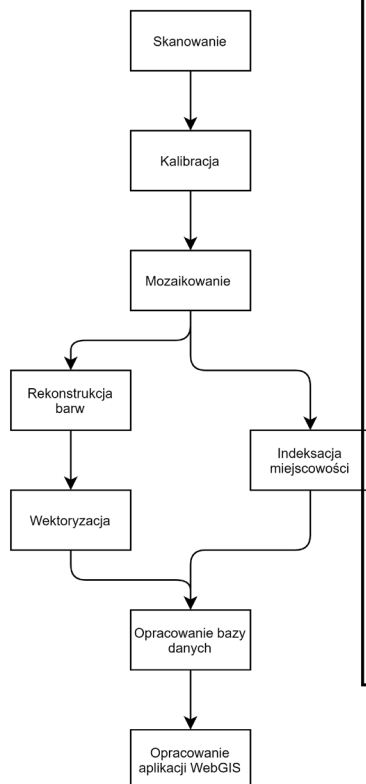 Skanowanie
Kalibracja
Mozaikowanie
Rekonstrukcja
barw
Indeksacja
miejscowości
Wektoryzacja
Opracowanie bazy
danych
Opracowanie
aplikacji WebGIS